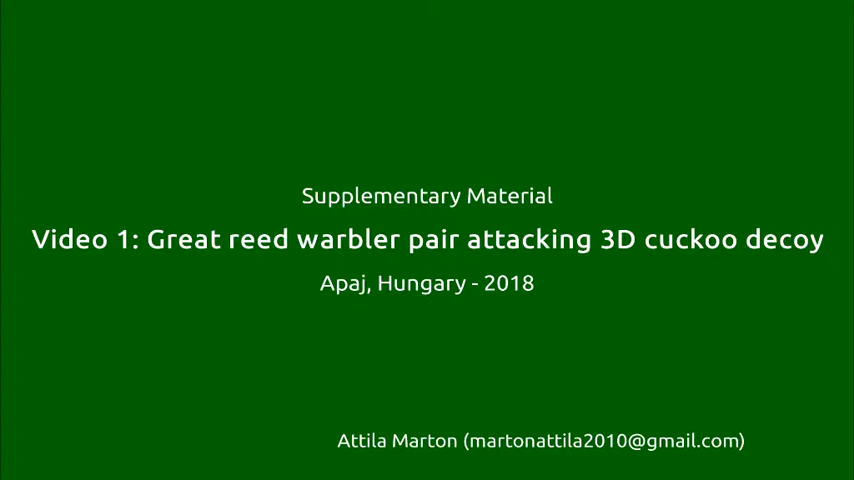 Supplementary Material
Video 1: Great reed warbler pair attacking 3D cuckoo decoy
Apaj, Hungary - 2018
Attila Marton (martonattila2010@gmail.com)